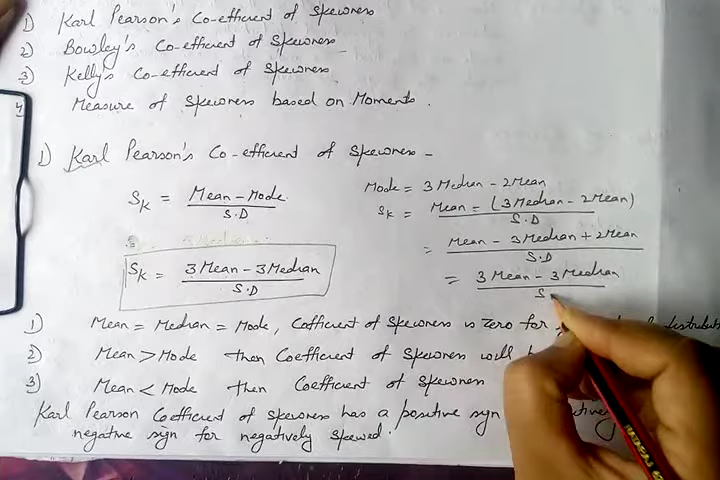 1) Karl Pearson's Co-efficient of Skewness
2) Bowley's Co-efficient of Skewness
3) Kelly's Co-efficient of Skewness
4 Measure of Skewness based on Moments.
1) Karl Pearson's Co-efficient of Skewness -
Sk = Mean - Mode / S.D
Sk = 3 Mean - 3 Median / S.D
Mode = 3 Median - 2 Mean
Sk = Mean - (3 Median - 2 Mean) / S.D
= Mean - 3 Median + 2 Mean / S.D
= 3 Mean - 3 Median / S
1) Mean = Median = Mode, Cofficient of Skewness is zero for
2) Mean > Mode then Coefficient of Skewness will
3) Mean < Mode then Coefficient of Skewness
Karl Pearson Coefficient of skewness has a positive sign
negative sign for negatively skewed.